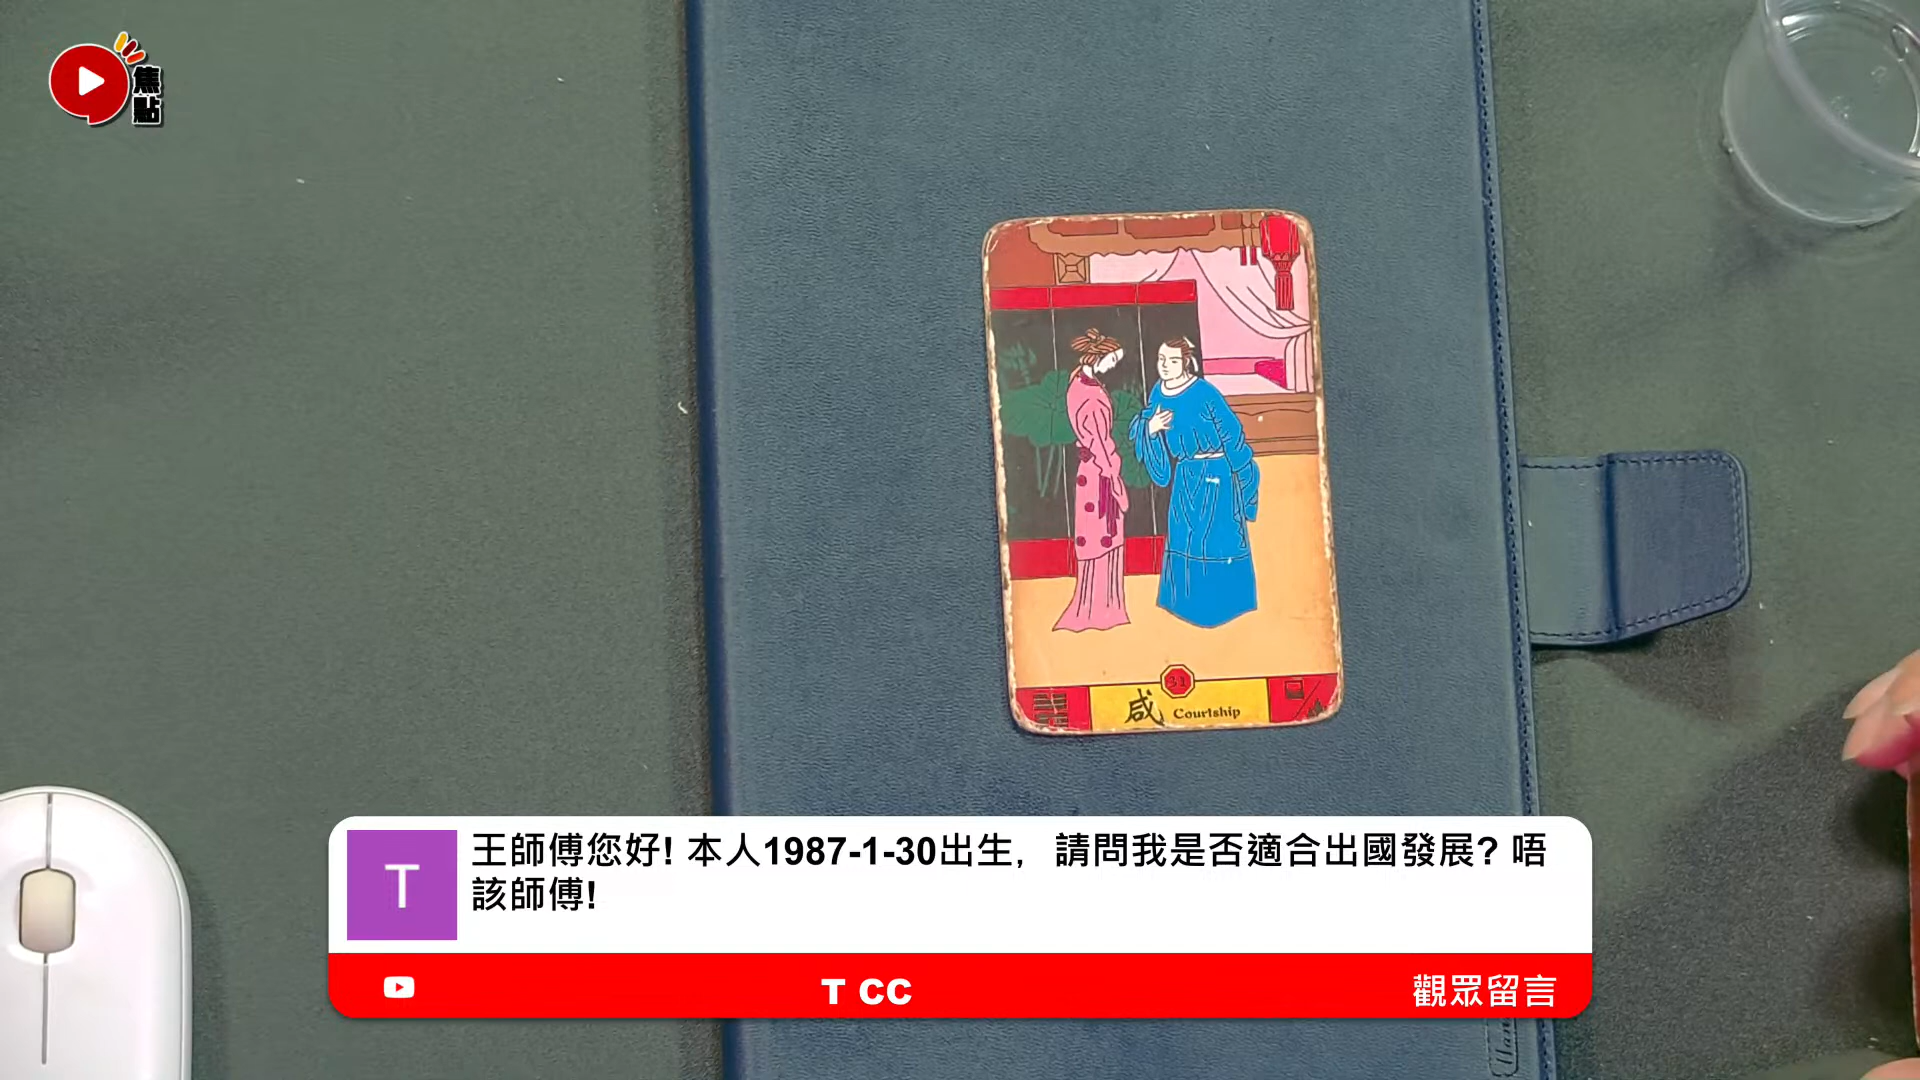 焦點
31
咸 Courtship
T
王師傅您好! 本人1987-1-30出生，請問我是否適合出國發展? 唔
該師傅!
T CC
觀眾留言